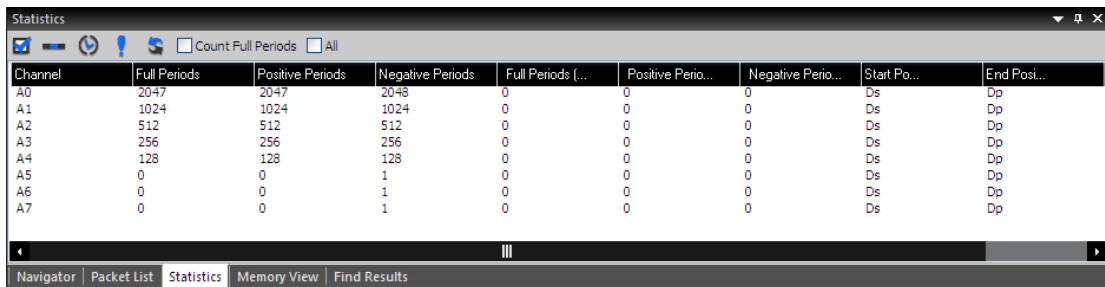 Statistics
Count Full Periods All
Channel Full Periods Positive Periods Negative Periods Full Periods (... Positive Perio... Negative Perio... Start Po... End Posi...
A0 2047 2047 2048 0 0 0 Ds Dp
A1 1024 1024 1024 0 0 0 Ds Dp
A2 512 512 512 0 0 0 Ds Dp
A3 256 256 256 0 0 0 Ds Dp
A4 128 128 128 0 0 0 Ds Dp
A5 0 0 1 0 0 0 Ds Dp
A6 0 0 1 0 0 0 Ds Dp
A7 0 0 1 0 0 0 Ds Dp
Navigator Packet List Statistics Memory View Find Results